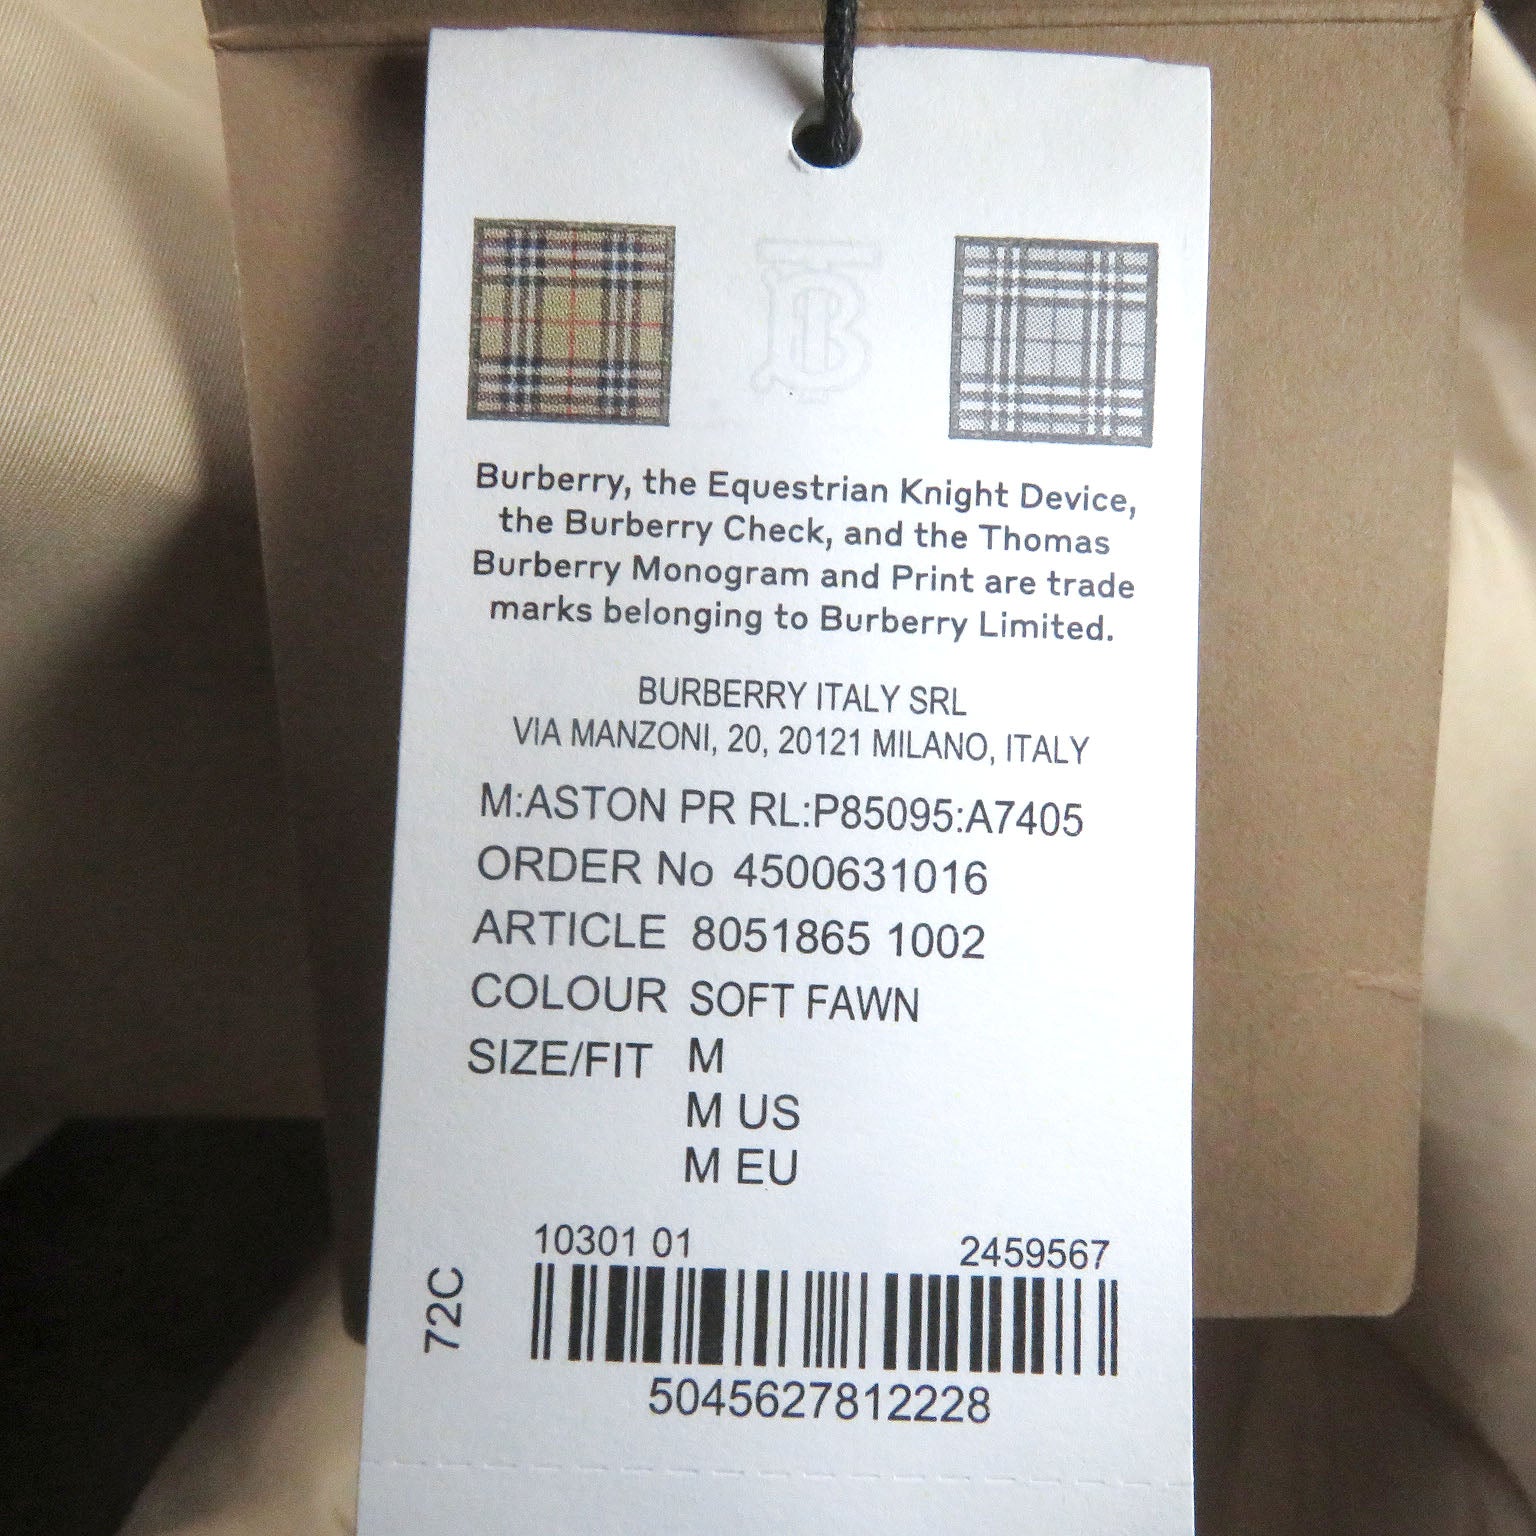 Burberry, the Equestrian Knight Device,
the Burberry Check, and the Thomas
Burberry Monogram and Print are trade
marks belonging to Burberry Limited.
BURBERRY ITALY SRL
VIA MANZONI, 20, 20121 MILANO, ITALY
M:ASTON PR RL:P85095:A7405
ORDER No 4500631016
ARTICLE 8051865 1002
COLOUR SOFT FAWN
SIZE/FIT M
M US
M EU
10301 01 2459567
72C
5045627812228